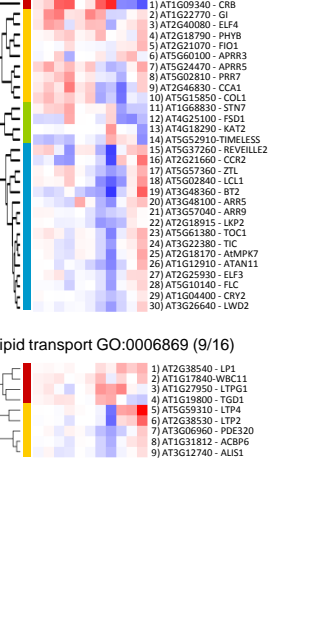 1) AT1G09340 - CRB
2) AT1G22770 - GI
3) AT2G40080 - ELF4
4) AT2G18790 - PHYB
5) AT2G21070 - FIO1
6) AT5G60100 - APRR3
7) AT5G24470 - APRR5
8) AT5G02810 - PRR7
9) AT2G46830 - CCA1
10) AT5G15850 - COL1
11) AT1G68830 - STN7
12) AT4G25100 - FSD1
13) AT4G18290 - KAT2
14) AT5G52910-TIMELESS
15) AT5G37260 - REVEILLE2
16) AT2G21660 - CCR2
17) AT5G57360 - ZTL
18) AT5G02840 - LCL1
19) AT3G48360 - BT2
20) AT3G48100 - ARR5
21) AT3G57040 - ARR9
22) AT2G18915 - LKP2
23) AT5G61380 - TOC1
24) AT3G22380 - TIC
25) AT2G18170 - AtMPK7
26) AT1G12910 - ATAN11
27) AT2G25930 - ELF3
28) AT5G10140 - FLC
29) AT1G04400 - CRY2
30) AT3G26640 - LWD2
ipid transport GO:0006869 (9/16)
1) AT2G38540 - LP1
2) AT1G17840-WBC11
3) AT1G27950 - LTPG1
4) AT1G19800 - TGD1
5) AT5G59310 - LTP4
6) AT2G38530 - LTP2
7) AT3G06960 - PDE320
8) AT1G31812 - ACBP6
9) AT3G12740 - ALIS1